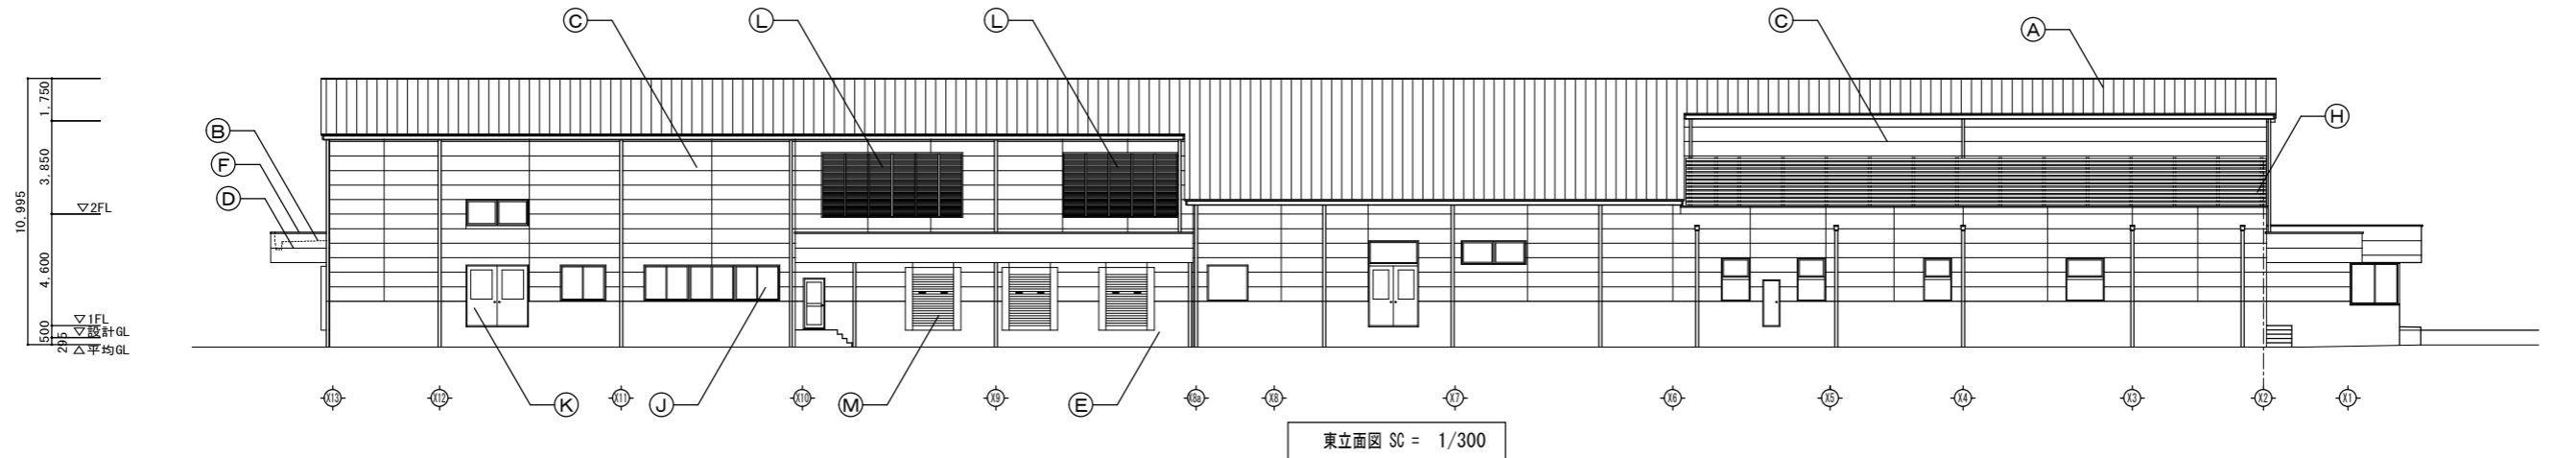 Ⓒ Ⓛ Ⓛ Ⓒ Ⓐ
Ⓑ
Ⓕ
Ⓓ
Ⓗ
10.995
1.750
3.850
▽2FL
4.600
▽1FL
500
▽設計GL
295
△平均GL
X13 X12 X11 X10 X9 X8a X8 X7 X6 X5 X4 X3 X2 X1
Ⓚ Ⓙ Ⓜ Ⓔ
東立面図 SC = 1/300